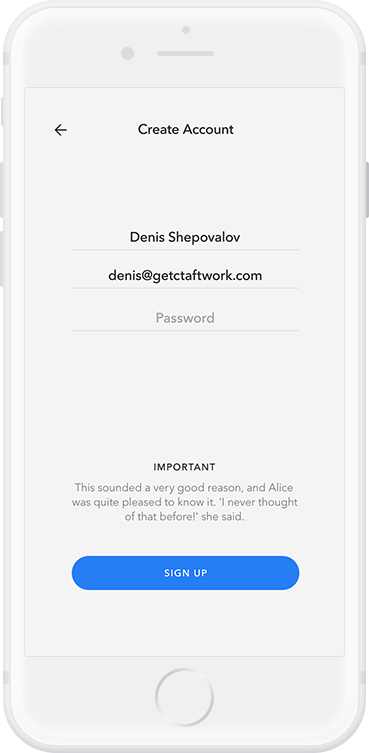 Create Account
Denis Shepovalov
denis@getctaftwork.com
Password
IMPORTANT
This sounded a very good reason, and Alice
was quite pleased to know it. 'I never thought
of that before!' she said.
SIGN UP